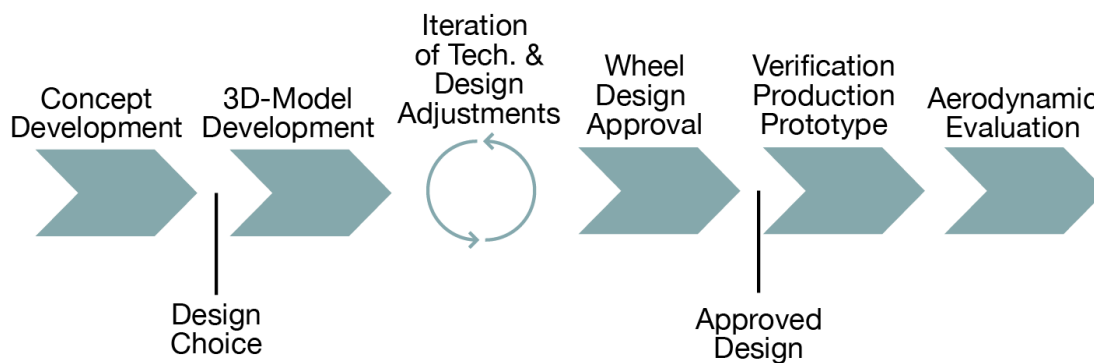 Concept
Development
3D-Model
Development
Iteration
of Tech. &
Design
Adjustments
Wheel
Design
Approval
Verification
Production
Prototype
Aerodynamic
Evaluation
Design
Choice
Approved
Design